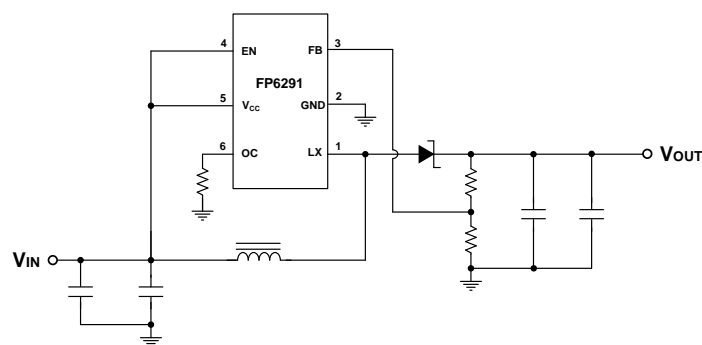 4 EN FB 3
FP6291
5 Vcc GND 2
6 OC LX 1
VOUT
VIN